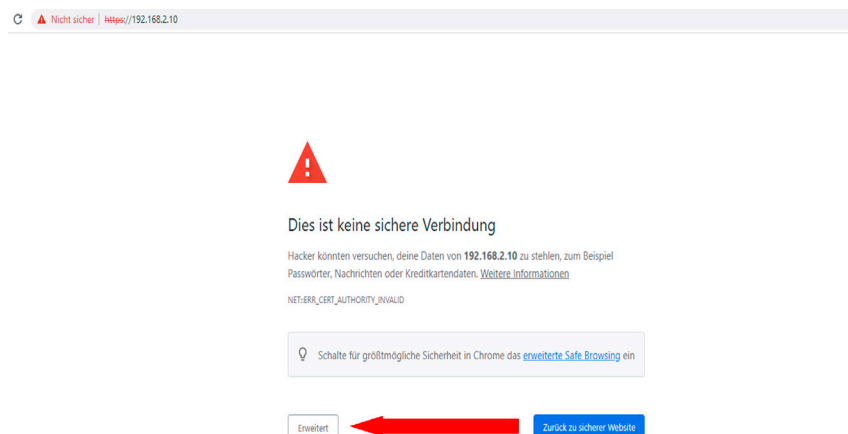 Nicht sicher | https://192.168.2.10
Dies ist keine sichere Verbindung
Hacker könnten versuchen, deine Daten von 192.168.2.10 zu stehlen, zum Beispiel
Passwörter, Nachrichten oder Kreditkartendaten. Weitere Informationen
NET::ERR_CERT_AUTHORITY_INVALID
Schalte für größtmögliche Sicherheit in Chrome das erweiterte Safe Browsing ein
Erweitert
Zurück zu sicherer Website